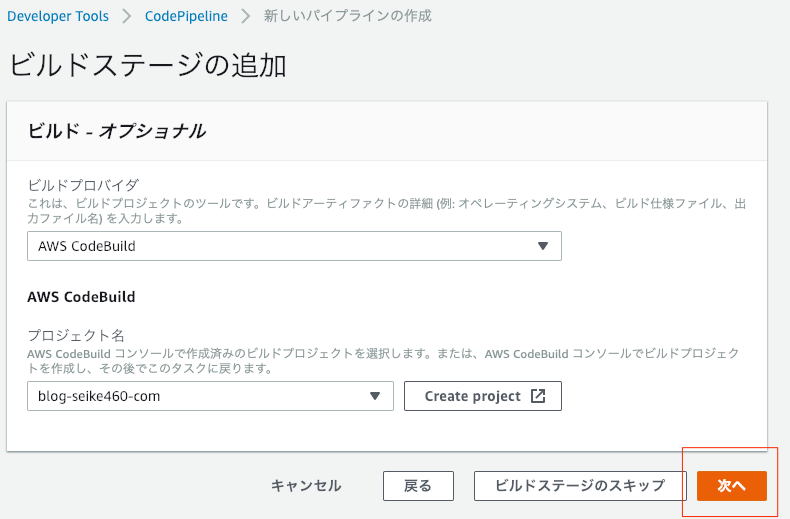 Developer Tools > CodePipeline > 新しいパイプラインの作成
ビルドステージの追加
ビルド - オプショナル
ビルドプロバイダ
これは、ビルドプロジェクトのツールです。ビルドアーティファクトの詳細 (例: オペレーティングシステム、ビルド仕様ファイル、出
力ファイル名) を入力します。
AWS CodeBuild
AWS CodeBuild
プロジェクト名
AWS CodeBuild コンソールで作成済みのビルドプロジェクトを選択します。または、AWS CodeBuild コンソールでビルドプロジェク
トを作成し、その後でこのタスクに戻ります。
blog-seike460-com Create project
キャンセル 戻る ビルドステージのスキップ 次へ